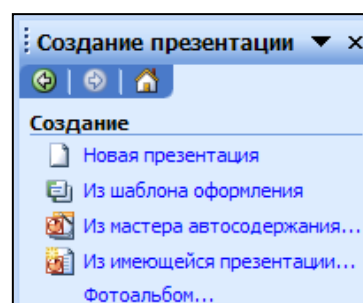 Создание презентации
Создание
Новая презентация
Из шаблона оформления
Из мастера автосодержания...
Из имеющейся презентации...
Фотоальбом...